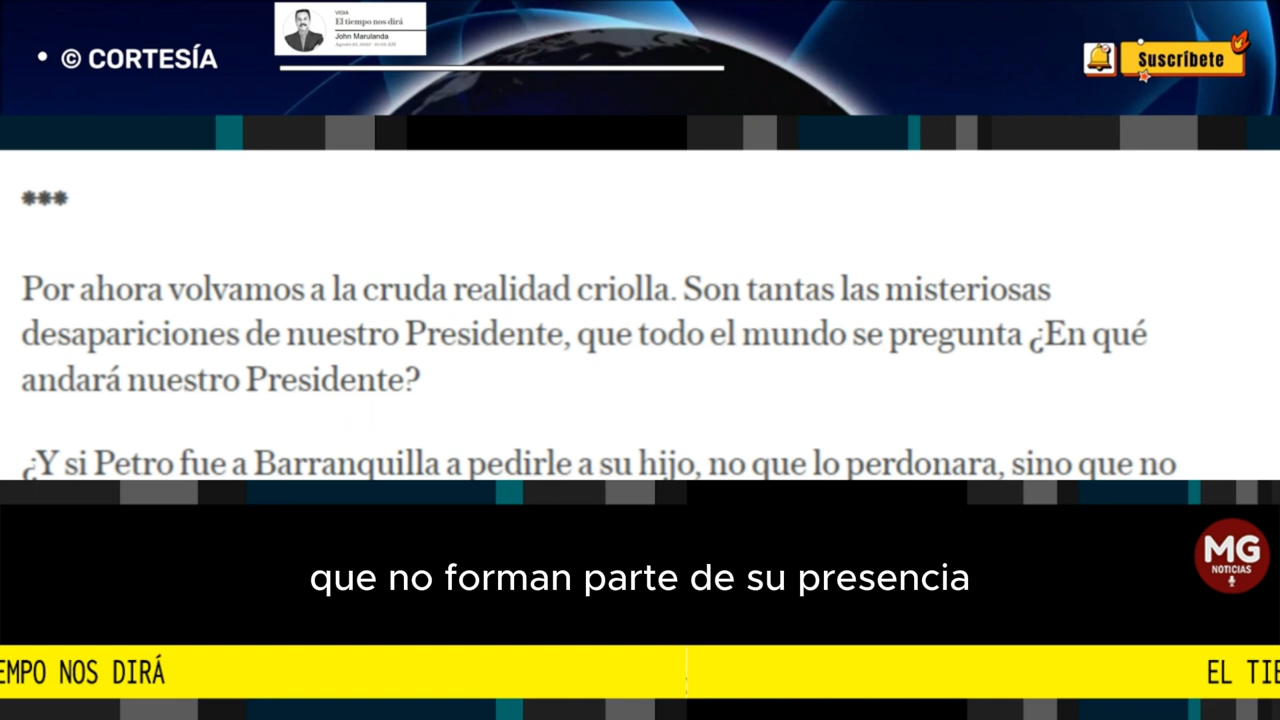 • © CORTESÍA
VIGÍA
El tiempo nos dirá
John Marulanda
Suscríbete
***
Por ahora volvamos a la cruda realidad criolla. Son tantas las misteriosas
desapariciones de nuestro Presidente, que todo el mundo se pregunta ¿En qué
andará nuestro Presidente?
¿Y si Petro fue a Barranquilla a pedirle a su hijo, no que lo perdonara, sino que no
que no forman parte de su presencia
MG
NOTICIAS
EMPO NOS DIRÁ
EL TIE